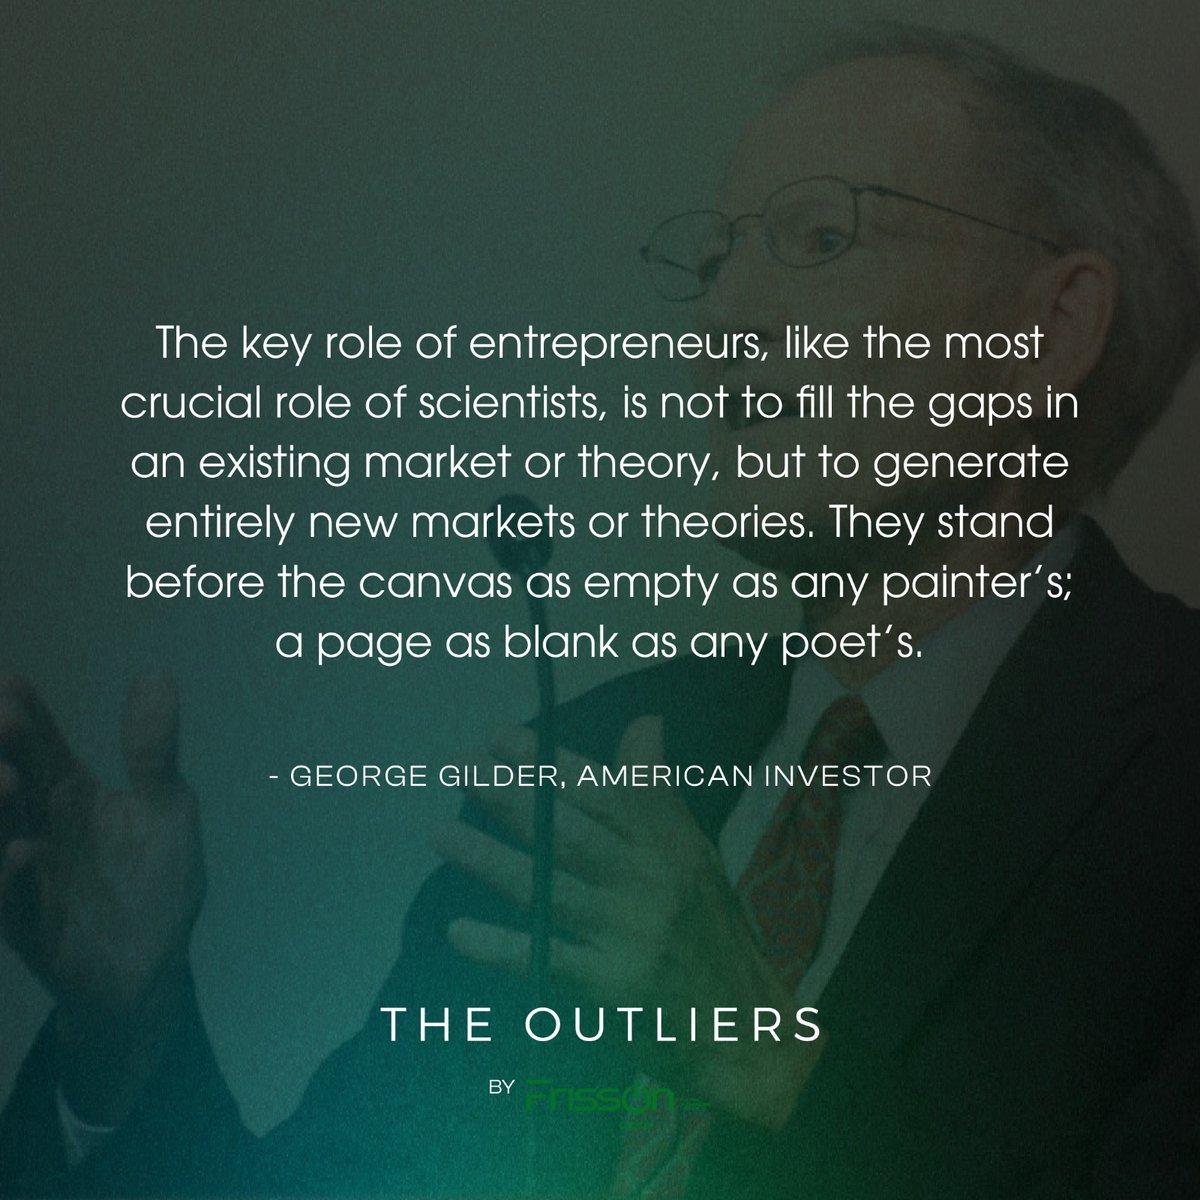 The key role of entrepreneurs, like the most
crucial role of scientists, is not to fill the gaps in
an existing market or theory, but to generate
entirely new markets or theories. They stand
before the canvas as empty as any painter’s;
a page as blank as any poet’s.
- GEORGE GILDER, AMERICAN INVESTOR
THE OUTLIERS
BY Frisson